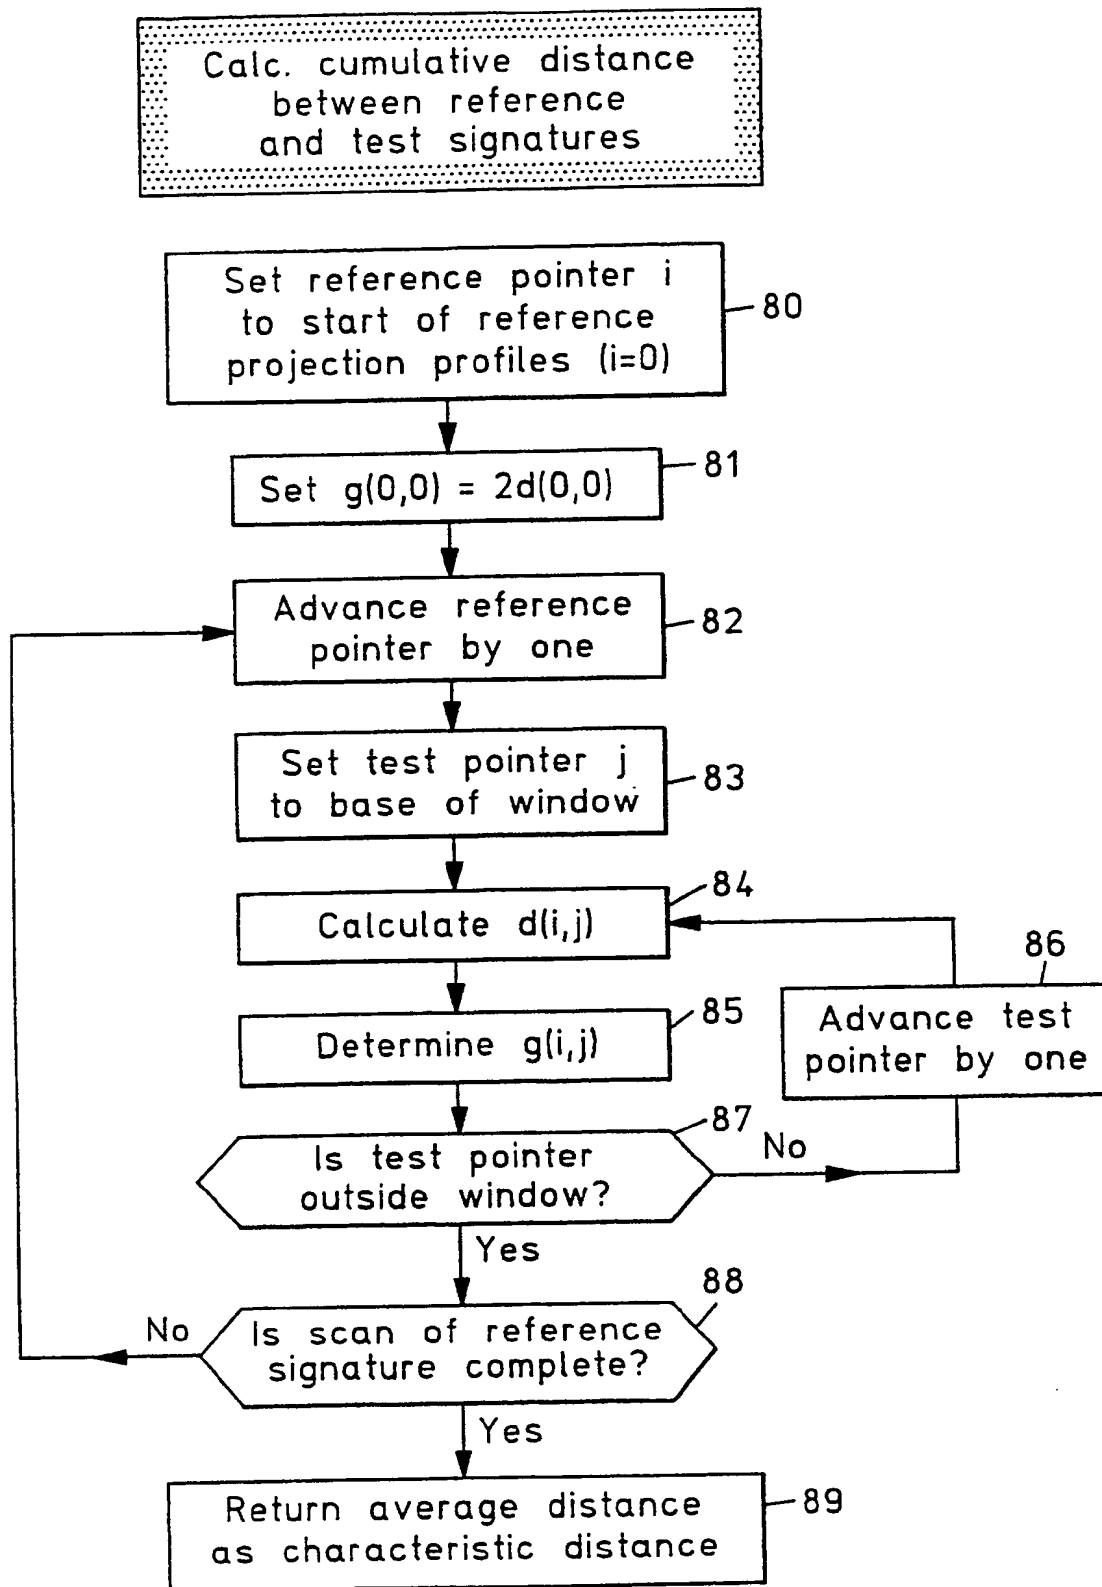 Calc. cumulative distance
between reference
and test signatures
Set reference pointer i
to start of reference
projection profiles (i=0)
80
Set g(0,0) = 2d(0,0)
81
Advance reference
pointer by one
82
Set test pointer j
to base of window
83
Calculate d(i,j)
84
Determine g(i,j)
85
86
Advance test
pointer by one
Is test pointer
outside window?
87
No
Yes
Is scan of reference
signature complete?
88
No
Yes
Return average distance
as characteristic distance
89